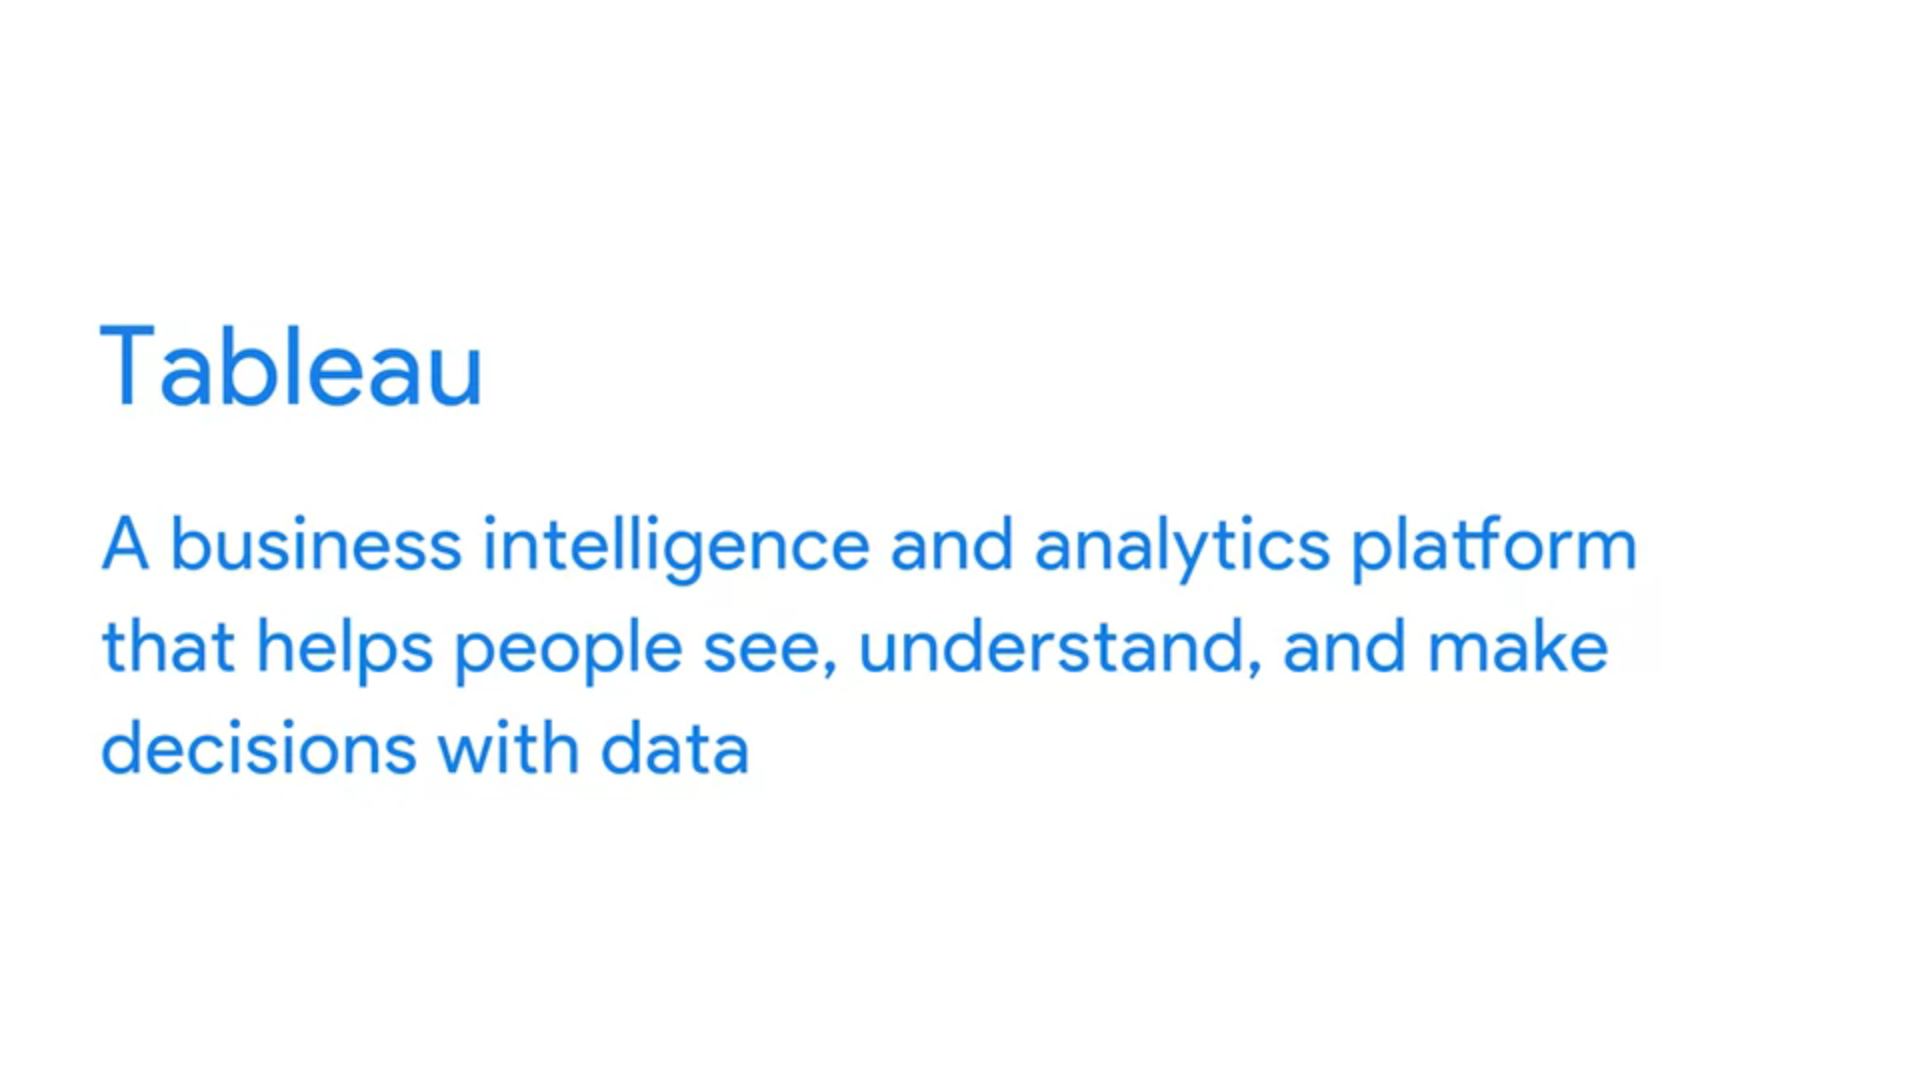 Tableau
A business intelligence and analytics platform
that helps people see, understand, and make
decisions with data